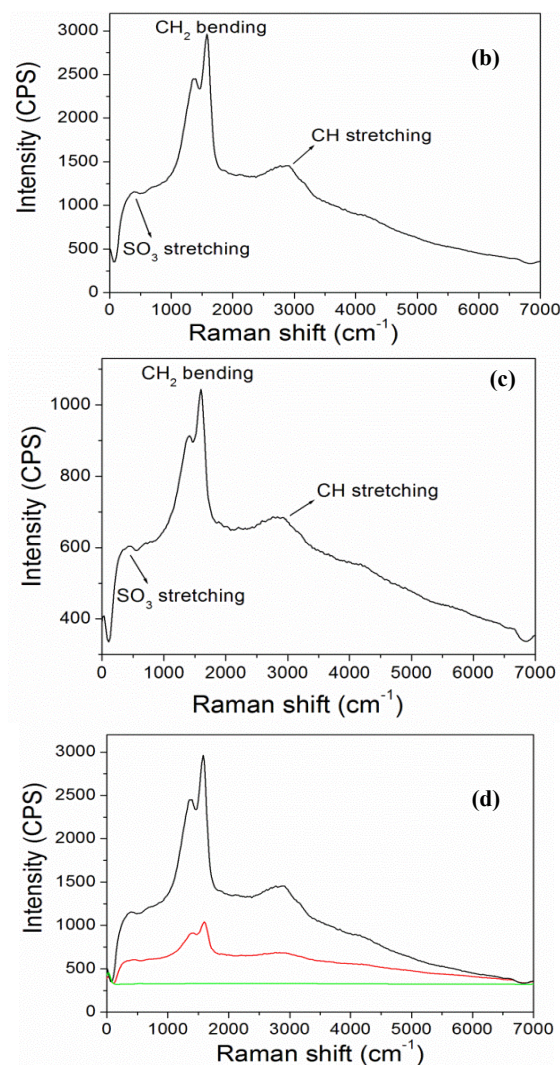 (b)
CH₂ bending
CH stretching
SO₃ stretching
Intensity (CPS)
3000
2500
2000
1500
1000
500
0
0 1000 2000 3000 4000 5000 6000 7000
Raman shift (cm⁻¹)
(c)
CH₂ bending
CH stretching
SO₃ stretching
Intensity (CPS)
1000
800
600
400
0 1000 2000 3000 4000 5000 6000 7000
Raman shift (cm⁻¹)
(d)
Intensity (CPS)
3000
2500
2000
1500
1000
500
0
0 1000 2000 3000 4000 5000 6000 7000
Raman shift (cm⁻¹)